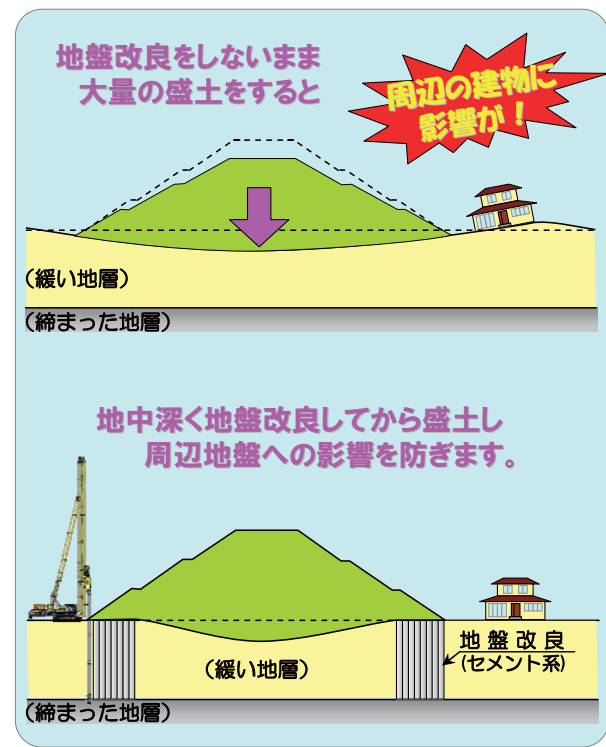 地盤改良をしないまま
大量の盛土をすると
周辺の建物に
影響が！
（緩い地層）
（締まった地層）
地中深く地盤改良してから盛土し
周辺地盤への影響を防ぎます。
（緩い地層）
地盤改良
（セメント系）
（締まった地層）